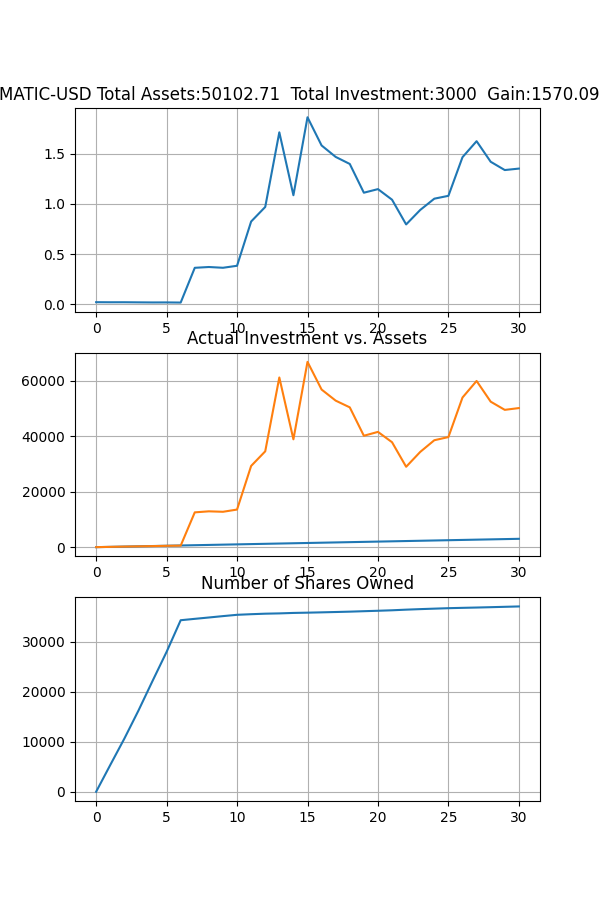 MATIC-USD Total Assets:50102.71  Total Investment:3000  Gain:1570.09
1.5
1.0
0.5
0.0
0 5 10 15 20 25 30
Actual Investment vs. Assets
60000
40000
20000
0
0 5 10 15 20 25 30
Number of Shares Owned
30000
20000
10000
0
0 5 10 15 20 25 30